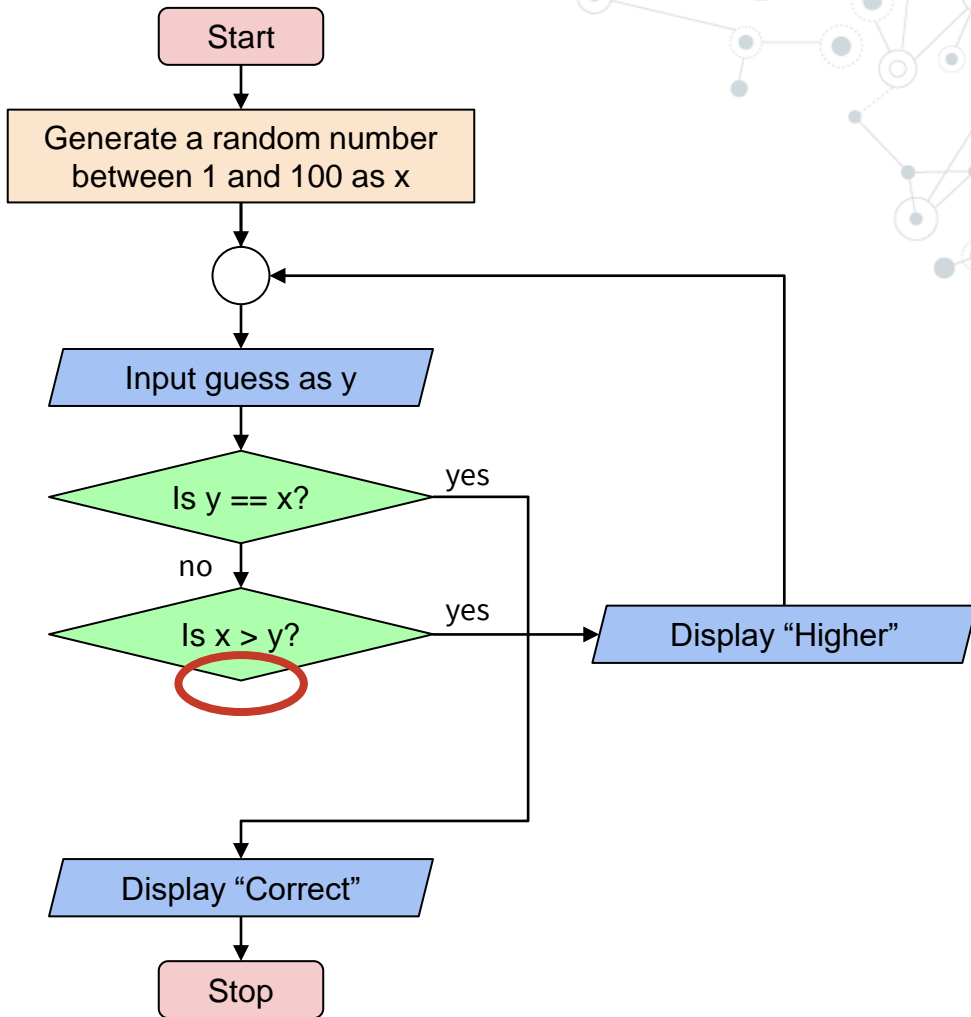 Start
Generate a random number
between 1 and 100 as x
Input guess as y
Is y == x?
yes
no
Is x > y?
yes
Display “Higher”
Display “Correct”
Stop